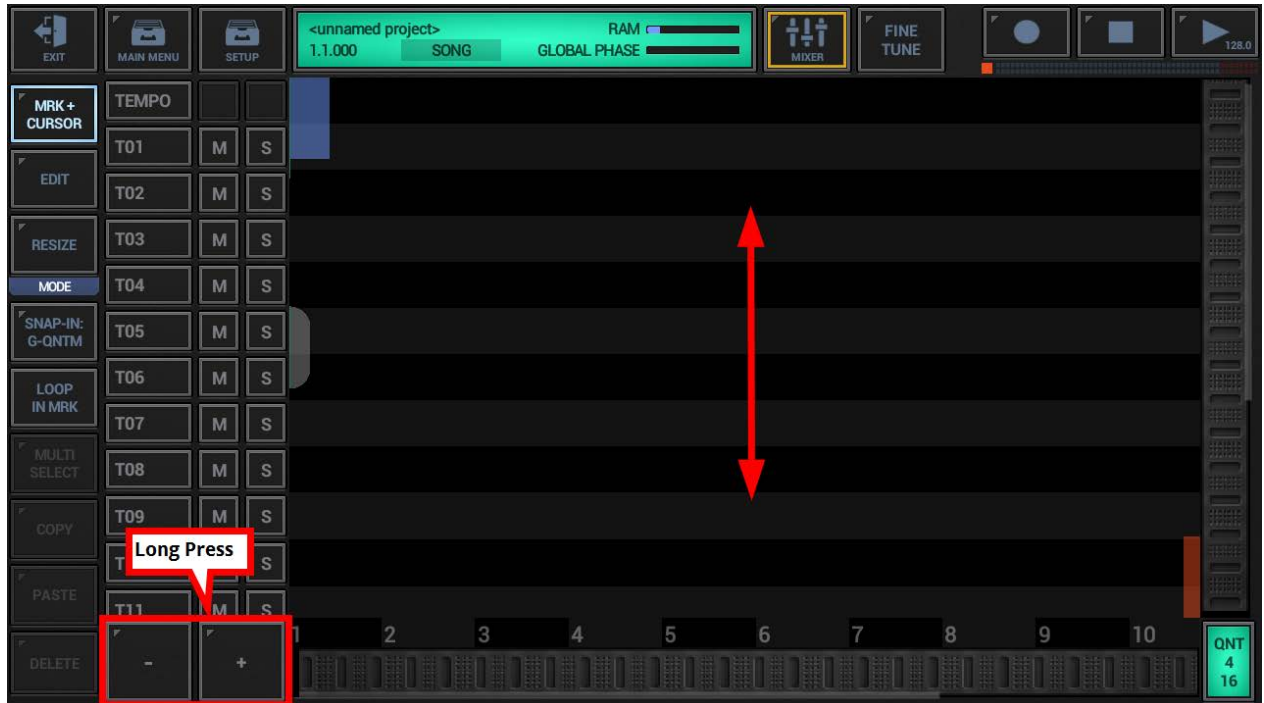 <unnamed project>
RAM
1.1.000
SONG
GLOBAL PHASE
EXIT
MAIN MENU
SETUP
MIXER
FINE
TUNE
128.0
MRK +
CURSOR
EDIT
RESIZE
MODE
SNAP-IN:
G-QNTM
LOOP
IN MRK
MULTI
SELECT
COPY
PASTE
DELETE
TEMPO
T01 M S
T02 M S
T03 M S
T04 M S
T05 M S
T06 M S
T07 M S
T08 M S
T09 M S
Long Press
T S
T11 M S
- +
1 2 3 4 5 6 7 8 9 10
QNT
4
16